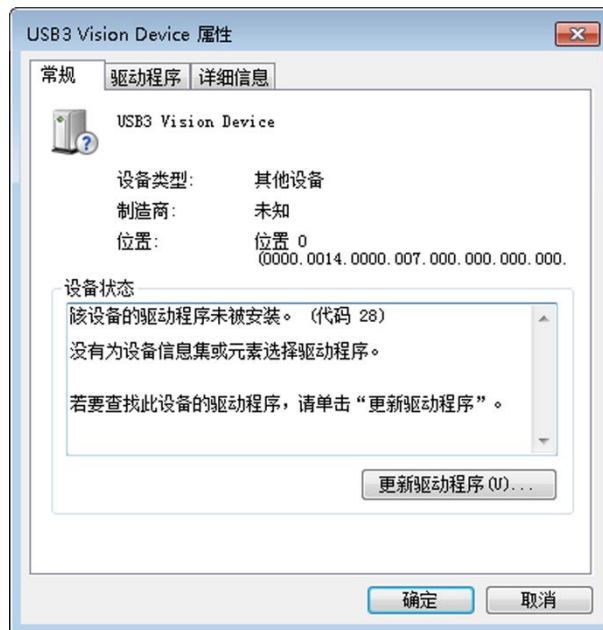 USB3 Vision Device 属性
常规 驱动程序 详细信息
USB3 Vision Device
设备类型: 其他设备
制造商: 未知
位置: 位置 0
(0000.0014.0000.007.000.000.000.000.
设备状态
该设备的驱动程序未被安装。 (代码 28)
没有为设备信息集或元素选择驱动程序。
若要查找此设备的驱动程序，请单击“更新驱动程序”。
更新驱动程序(U)...
确定 取消